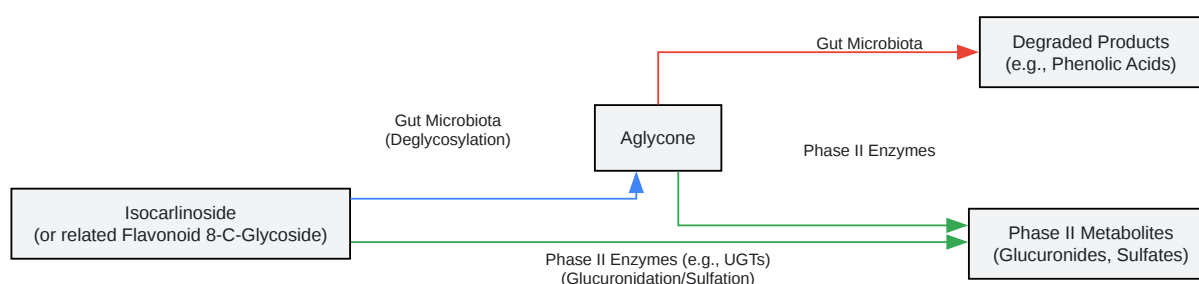 Gut Microbiota
Degraded Products
(e.g., Phenolic Acids)
Gut Microbiota
(Deglycosylation)
Aglycone
Phase II Enzymes
Isocarlinoside
(or related Flavonoid 8-C-Glycoside)
Phase II Metabolites
(Glucuronides, Sulfates)
Phase II Enzymes (e.g., UGTs)
(Glucuronidation/Sulfation)